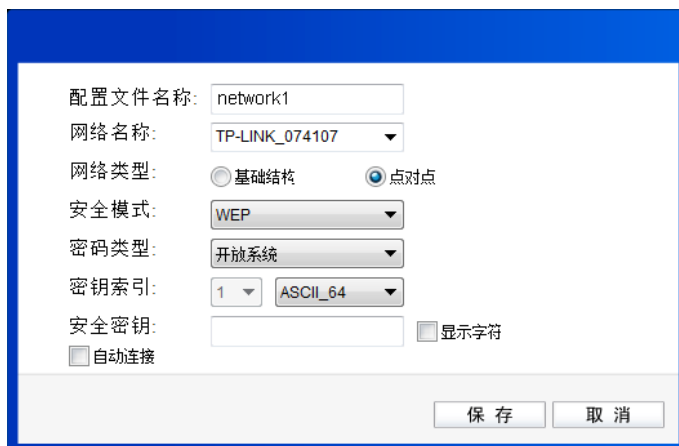 配置文件名称: network1
网络名称: TP-LINK_074107
网络类型: 基础结构 点对点
安全模式: WEP
密码类型: 开放系统
密钥索引: 1 ASCII_64
安全密钥: 显示字符
自动连接
保存 取消